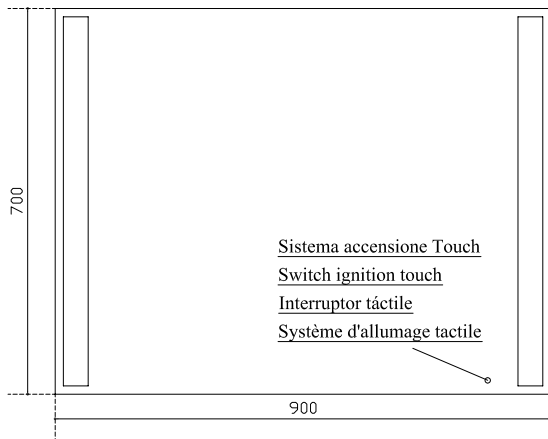 700
Sistema accensione Touch
Switch ignition touch
Interruptor táctile
Système d'allumage tactile
900